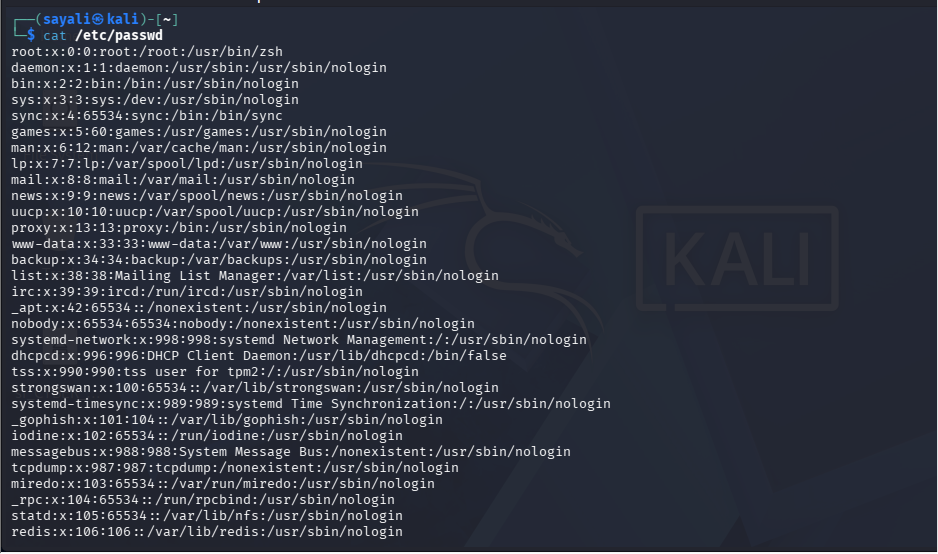 ┌──(sayali㉿kali)-[~]
└─$ cat /etc/passwd
root:x:0:0:root:/root:/usr/bin/zsh
daemon:x:1:1:daemon:/usr/sbin:/usr/sbin/nologin
bin:x:2:2:bin:/bin:/usr/sbin/nologin
sys:x:3:3:sys:/dev:/usr/sbin/nologin
sync:x:4:65534:sync:/bin:/bin/sync
games:x:5:60:games:/usr/games:/usr/sbin/nologin
man:x:6:12:man:/var/cache/man:/usr/sbin/nologin
lp:x:7:7:lp:/var/spool/lpd:/usr/sbin/nologin
mail:x:8:8:mail:/var/mail:/usr/sbin/nologin
news:x:9:9:news:/var/spool/news:/usr/sbin/nologin
uucp:x:10:10:uucp:/var/spool/uucp:/usr/sbin/nologin
proxy:x:13:13:proxy:/bin:/usr/sbin/nologin
www-data:x:33:33:www-data:/var/www:/usr/sbin/nologin
backup:x:34:34:backup:/var/backups:/usr/sbin/nologin
list:x:38:38:Mailing List Manager:/var/list:/usr/sbin/nologin
irc:x:39:39:ircd:/run/ircd:/usr/sbin/nologin
_apt:x:42:65534::/nonexistent:/usr/sbin/nologin
nobody:x:65534:65534:nobody:/nonexistent:/usr/sbin/nologin
systemd-network:x:998:998:systemd Network Management:/:/usr/sbin/nologin
dhcpcd:x:996:996:DHCP Client Daemon:/usr/lib/dhcpcd:/bin/false
tss:x:990:990:tss user for tpm2:/:/usr/sbin/nologin
strongswan:x:100:65534::/var/lib/strongswan:/usr/sbin/nologin
systemd-timesync:x:989:989:systemd Time Synchronization:/:/usr/sbin/nologin
_gophish:x:101:104::/var/lib/gophish:/usr/sbin/nologin
iodine:x:102:65534::/run/iodine:/usr/sbin/nologin
messagebus:x:988:988:System Message Bus:/nonexistent:/usr/sbin/nologin
tcpdump:x:987:987:tcpdump:/nonexistent:/usr/sbin/nologin
miredo:x:103:65534::/var/run/miredo:/usr/sbin/nologin
_rpc:x:104:65534::/run/rpcbind:/usr/sbin/nologin
statd:x:105:65534::/var/lib/nfs:/usr/sbin/nologin
redis:x:106:106::/var/lib/redis:/usr/sbin/nologin
KALI